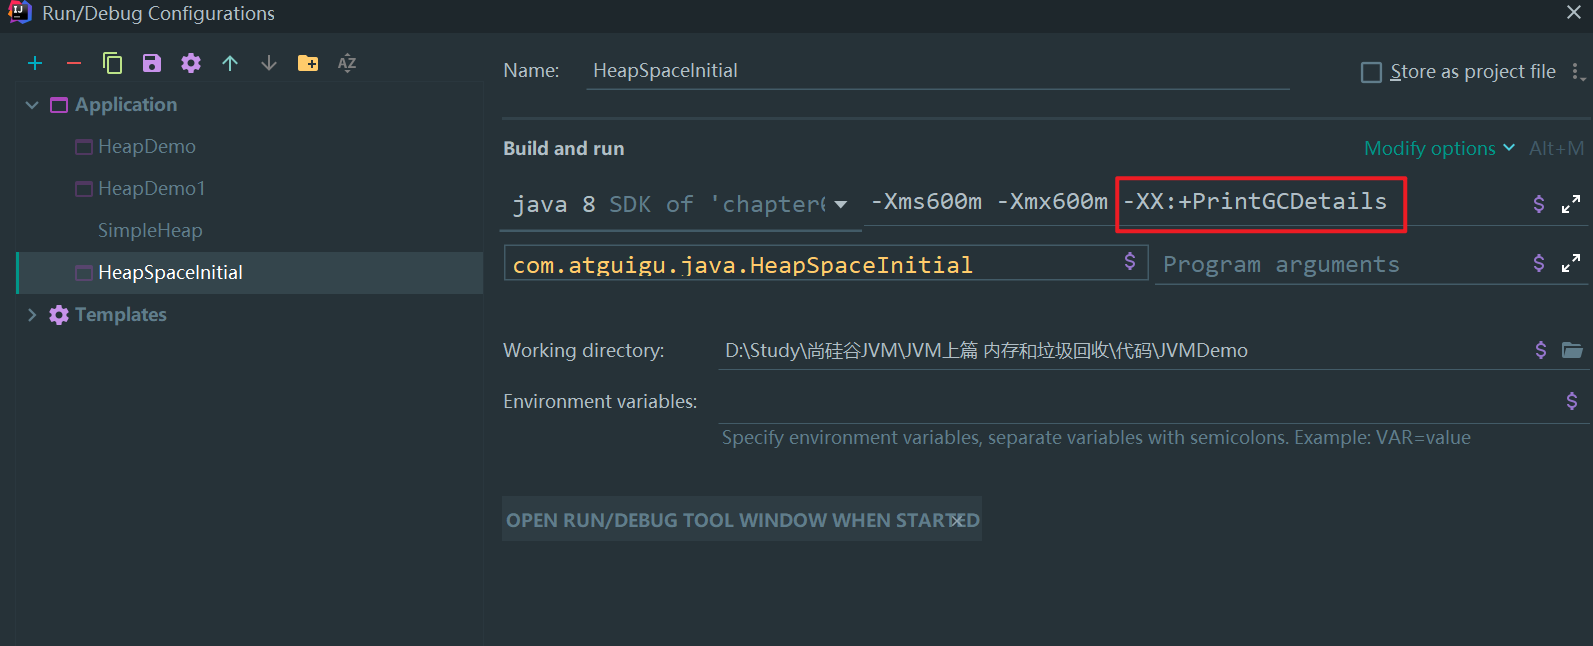 Run/Debug Configurations
Application
HeapDemo
HeapDemo1
SimpleHeap
HeapSpaceInitial
Templates
Name: HeapSpaceInitial
Store as project file
Build and run
Modify options Alt+M
java 8 SDK of 'chapter -Xms600m -Xmx600m -XX:+PrintGCDetails
com.atguigu.java.HeapSpaceInitial Program arguments
Working directory: D:\Study\尚硅谷JVM\JVM上篇 内存和垃圾回收\代码\JVMDemo
Environment variables:
Specify environment variables, separate variables with semicolons. Example: VAR=value
OPEN RUN/DEBUG TOOL WINDOW WHEN STARTED